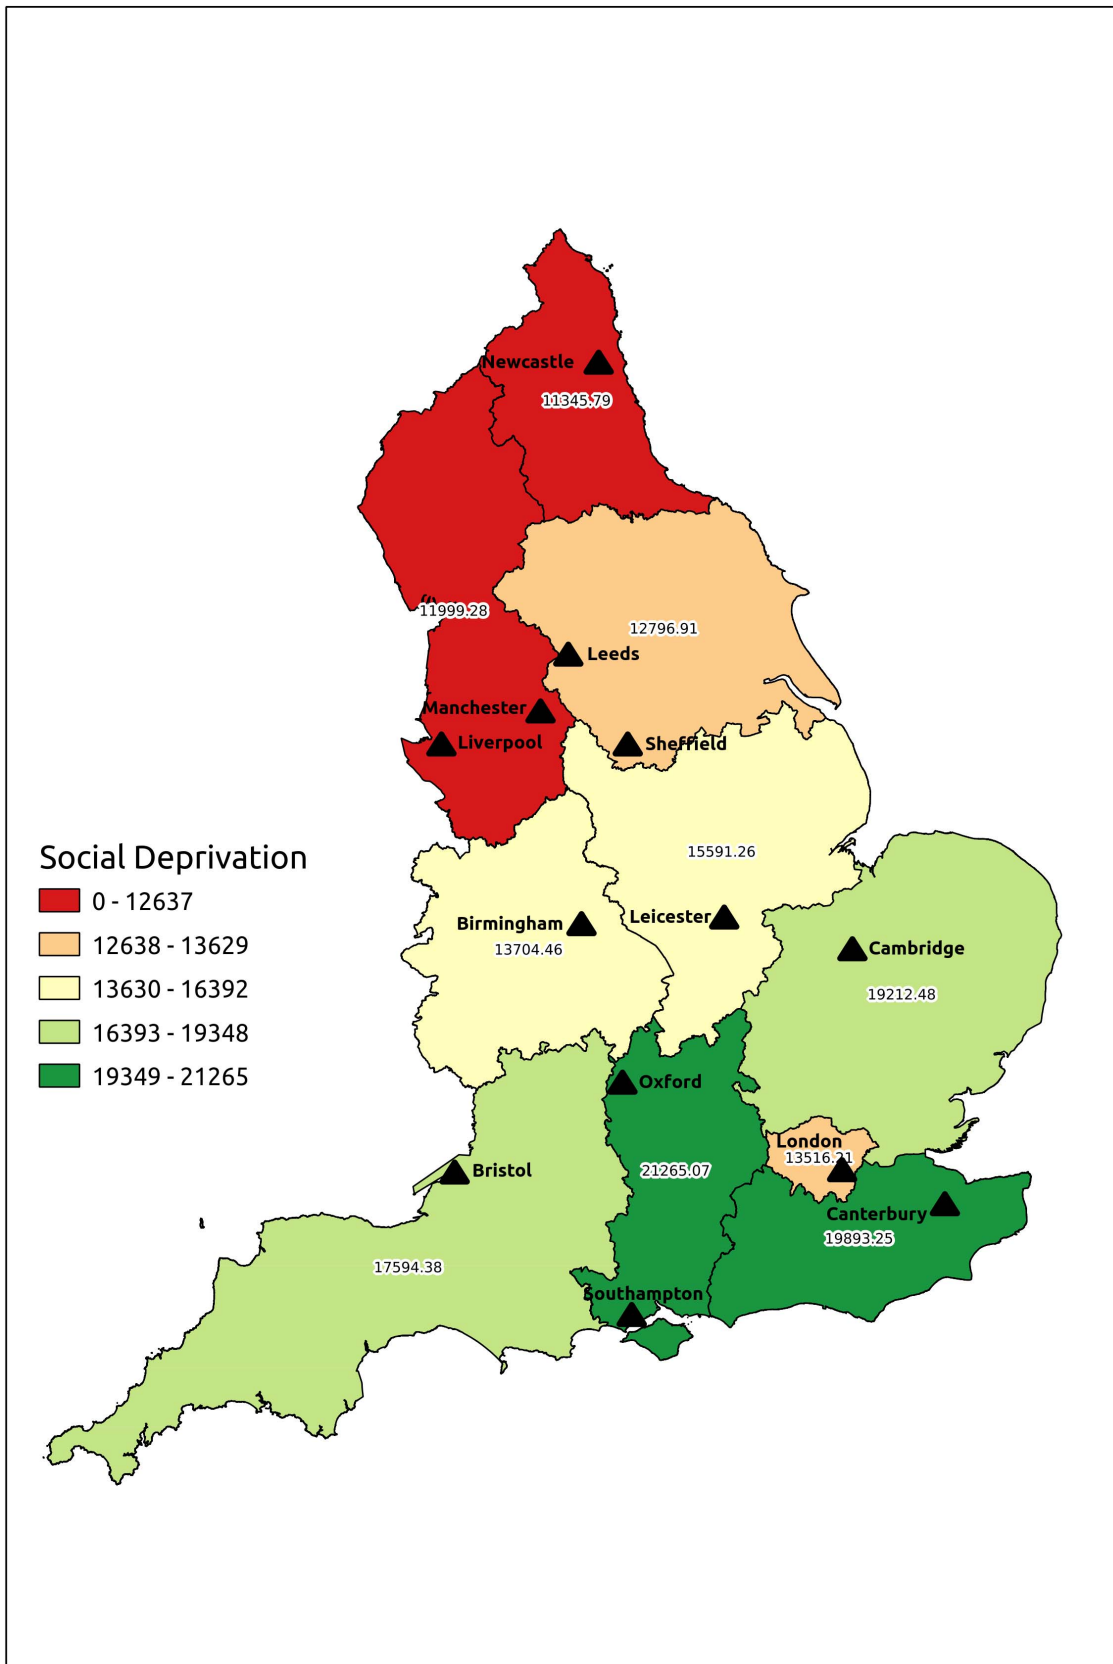 Newcastle
11345.79
11999.28
12796.91
Leeds
Manchester
Liverpool
Sheffield
Social Deprivation
0 - 12637
12638 - 13629
13630 - 16392
16393 - 19348
19349 - 21265
15591.26
Birmingham
13704.46
Leicester
Cambridge
19212.48
Oxford
London
13516.21
Bristol
21265.07
Canterbury
19893.25
17594.38
Southampton